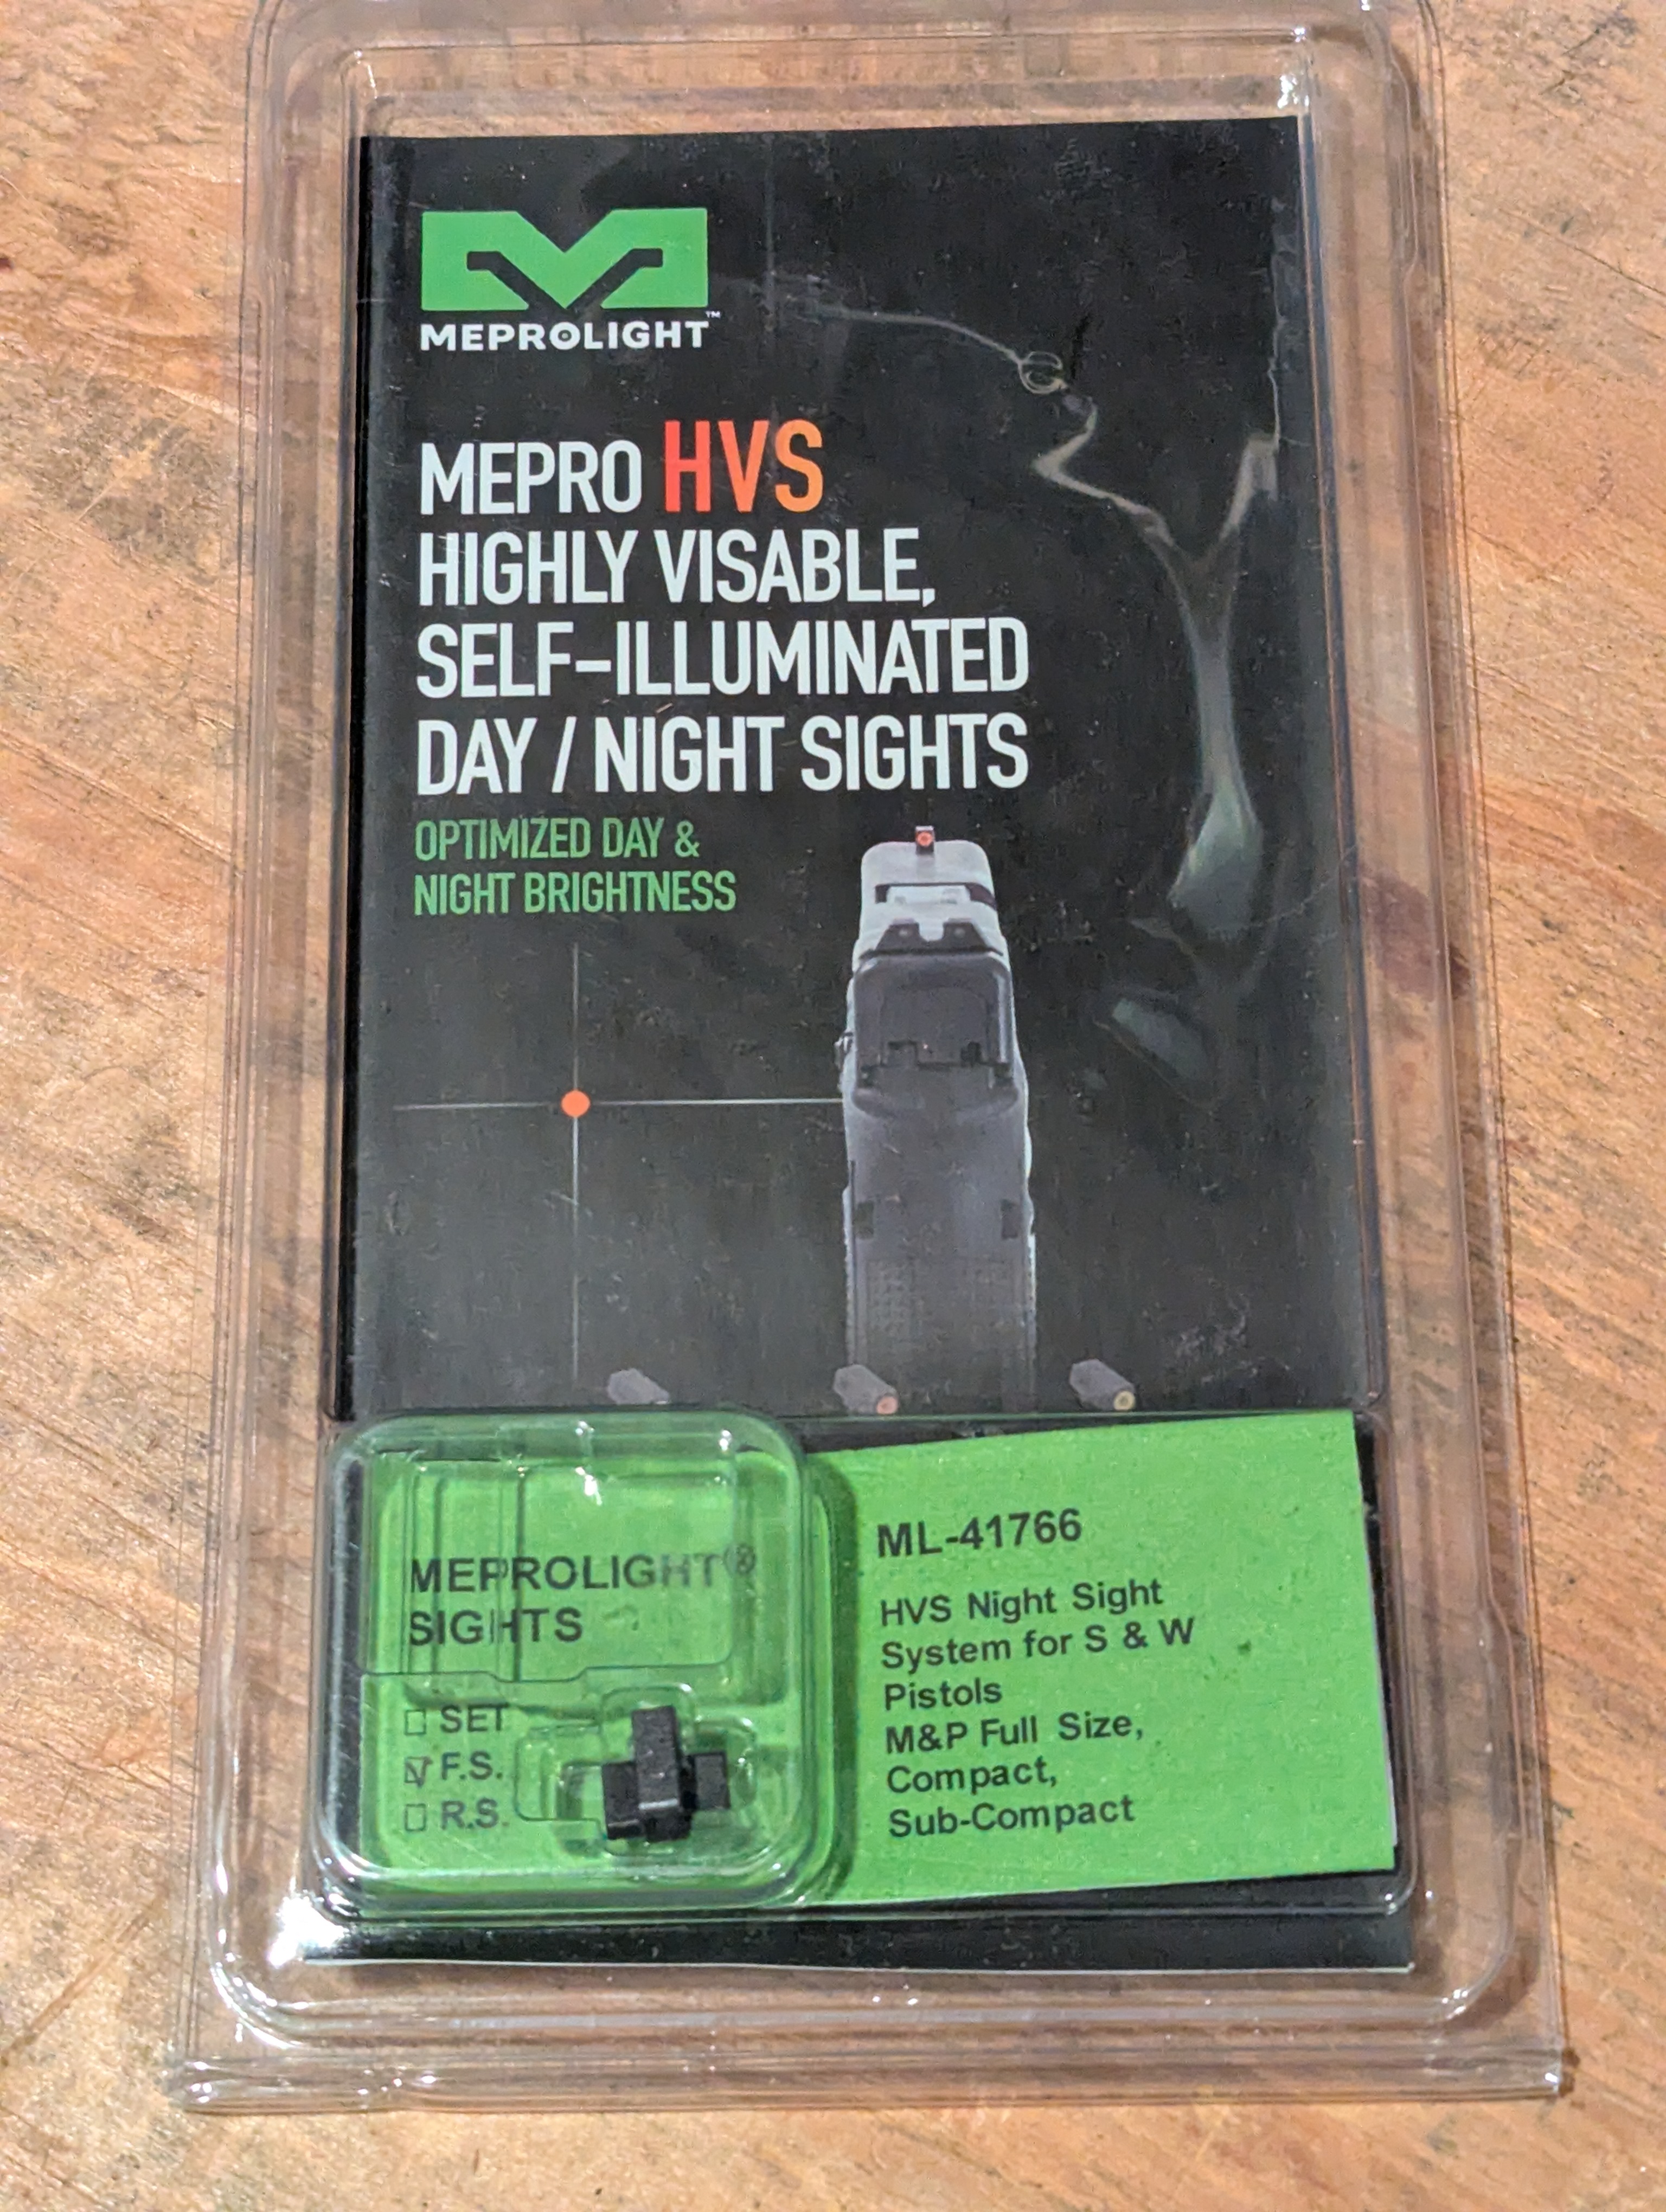 MEPROLIGHT™
MEPRO HVS
HIGHLY VISABLE,
SELF-ILLUMINATED
DAY / NIGHT SIGHTS
OPTIMIZED DAY &
NIGHT BRIGHTNESS
MEPROLIGHT®
SIGHTS
☐ SET
☑ F.S.
☐ R.S.
ML-41766
HVS Night Sight
System for S & W
Pistols
M&P Full Size,
Compact,
Sub-Compact